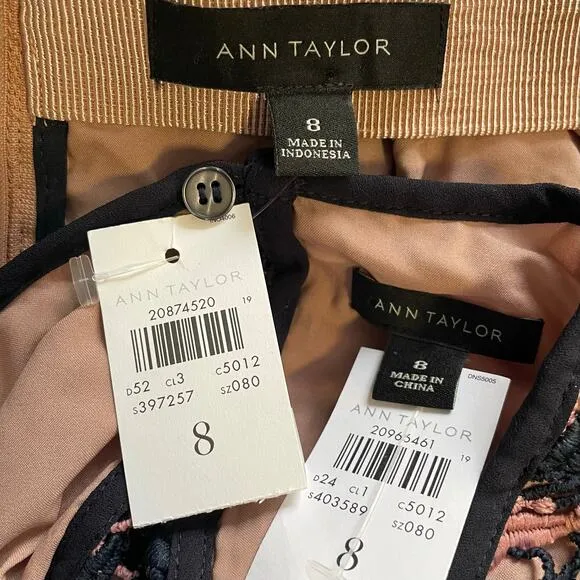 ANN TAYLOR
8
MADE IN
INDONESIA
ANN TAYLOR
20874520
19
D52 CL3 C5012
S397257 SZ080
8
ANN TAYLOR
8
MADE IN
CHINA
DNS5005
ANN TAYLOR
20965461
19
D24 CL1 C5012
S403589 SZ080
8